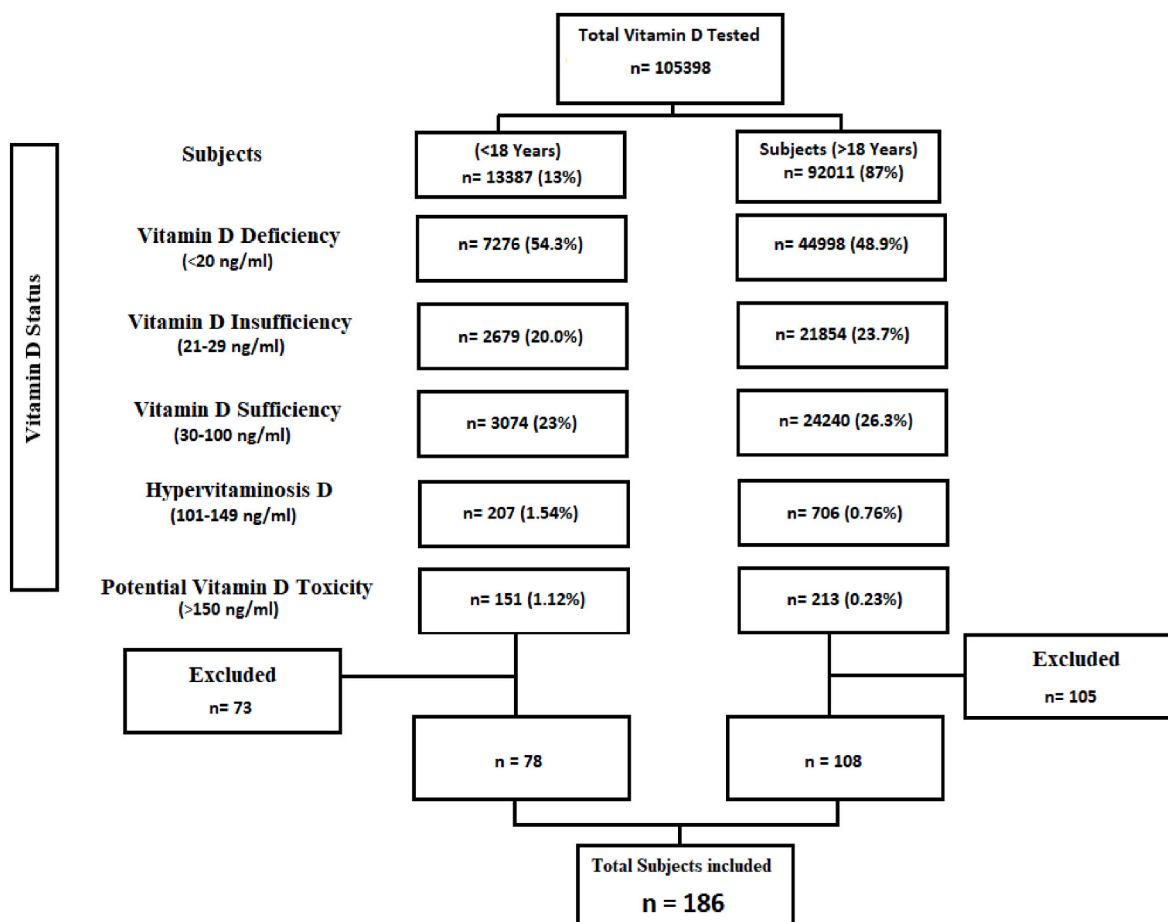 Total Vitamin D Tested
n= 105398
Vitamin D Status
Subjects
(<18 Years)
n= 13387 (13%)
Subjects (>18 Years)
n= 92011 (87%)
Vitamin D Deficiency
(<20 ng/ml)
n= 7276 (54.3%)
n= 44998 (48.9%)
Vitamin D Insufficiency
(21-29 ng/ml)
n= 2679 (20.0%)
n= 21854 (23.7%)
Vitamin D Sufficiency
(30-100 ng/ml)
n= 3074 (23%)
n= 24240 (26.3%)
Hypervitaminosis D
(101-149 ng/ml)
n= 207 (1.54%)
n= 706 (0.76%)
Potential Vitamin D Toxicity
(>150 ng/ml)
n= 151 (1.12%)
n= 213 (0.23%)
Excluded
n= 73
Excluded
n= 105
n = 78
n = 108
Total Subjects included
n = 186